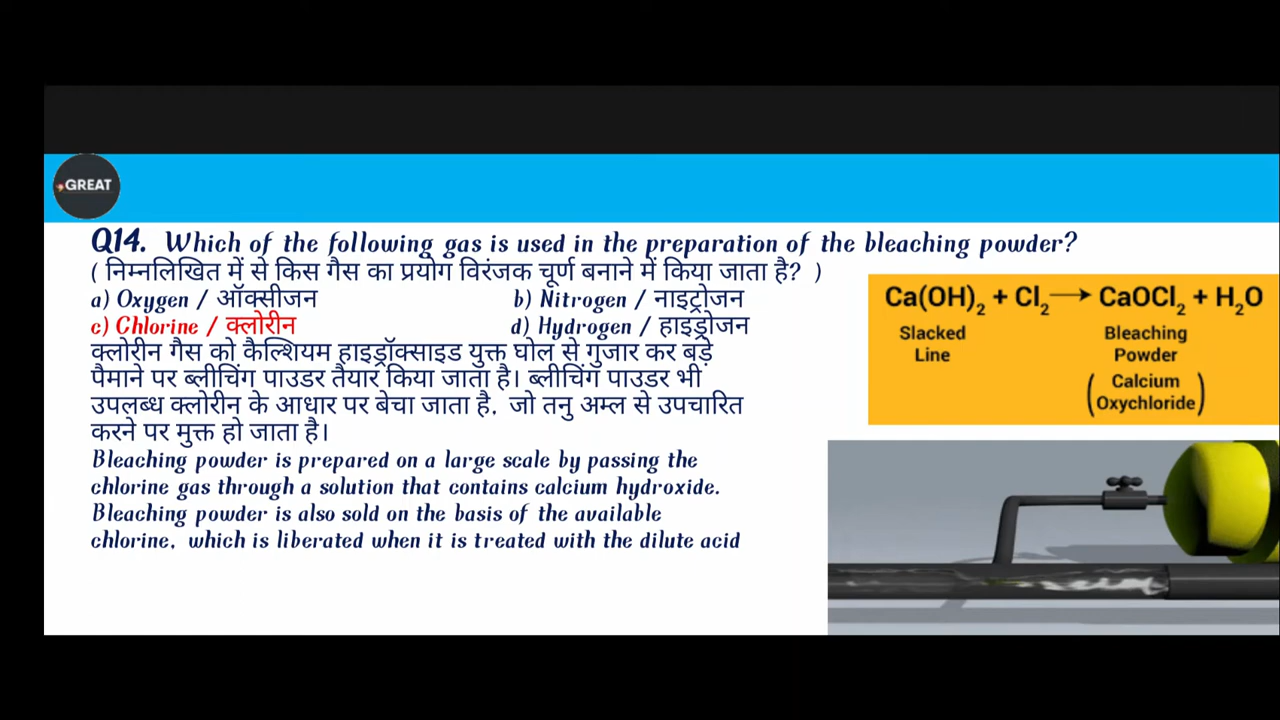 GREAT
Q14. Which of the following gas is used in the preparation of the bleaching powder?
( निम्नलिखित में से किस गैस का प्रयोग विरंजक चूर्ण बनाने में किया जाता है? )
a) Oxygen / ऑक्सीजन b) Nitrogen / नाइट्रोजन
c) Chlorine / क्लोरीन d) Hydrogen / हाइड्रोजन
क्लोरीन गैस को कैल्शियम हाइड्रॉक्साइड युक्त घोल से गुजार कर बड़े
पैमाने पर ब्लीचिंग पाउडर तैयार किया जाता है। ब्लीचिंग पाउडर भी
उपलब्ध क्लोरीन के आधार पर बेचा जाता है, जो तनु अम्ल से उपचारित
करने पर मुक्त हो जाता है।
Bleaching powder is prepared on a large scale by passing the
chlorine gas through a solution that contains calcium hydroxide.
Bleaching powder is also sold on the basis of the available
chlorine, which is liberated when it is treated with the dilute acid
Ca(OH)₂ + Cl₂ → CaOCl₂ + H₂O
Slacked Bleaching
Line Powder
(Calcium
Oxychloride)